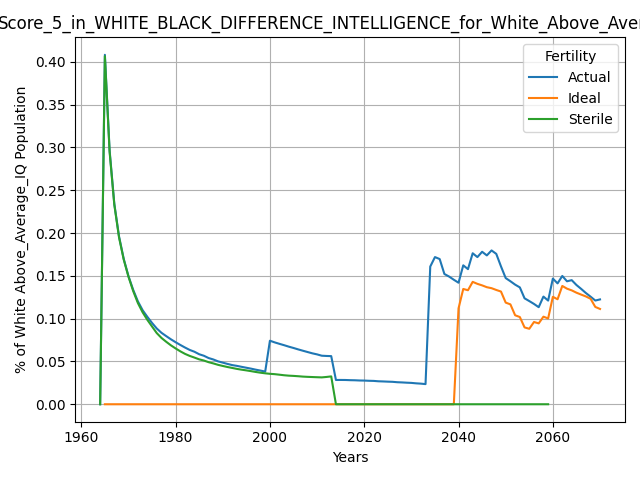 Score_5_in_WHITE_BLACK_DIFFERENCE_INTELLIGENCE_for_White_Above_Aver
Fertility
Actual
Ideal
Sterile
% of White Above_Average_IQ Population
0.40
0.35
0.30
0.25
0.20
0.15
0.10
0.05
0.00
1960 1980 2000 2020 2040 2060
Years